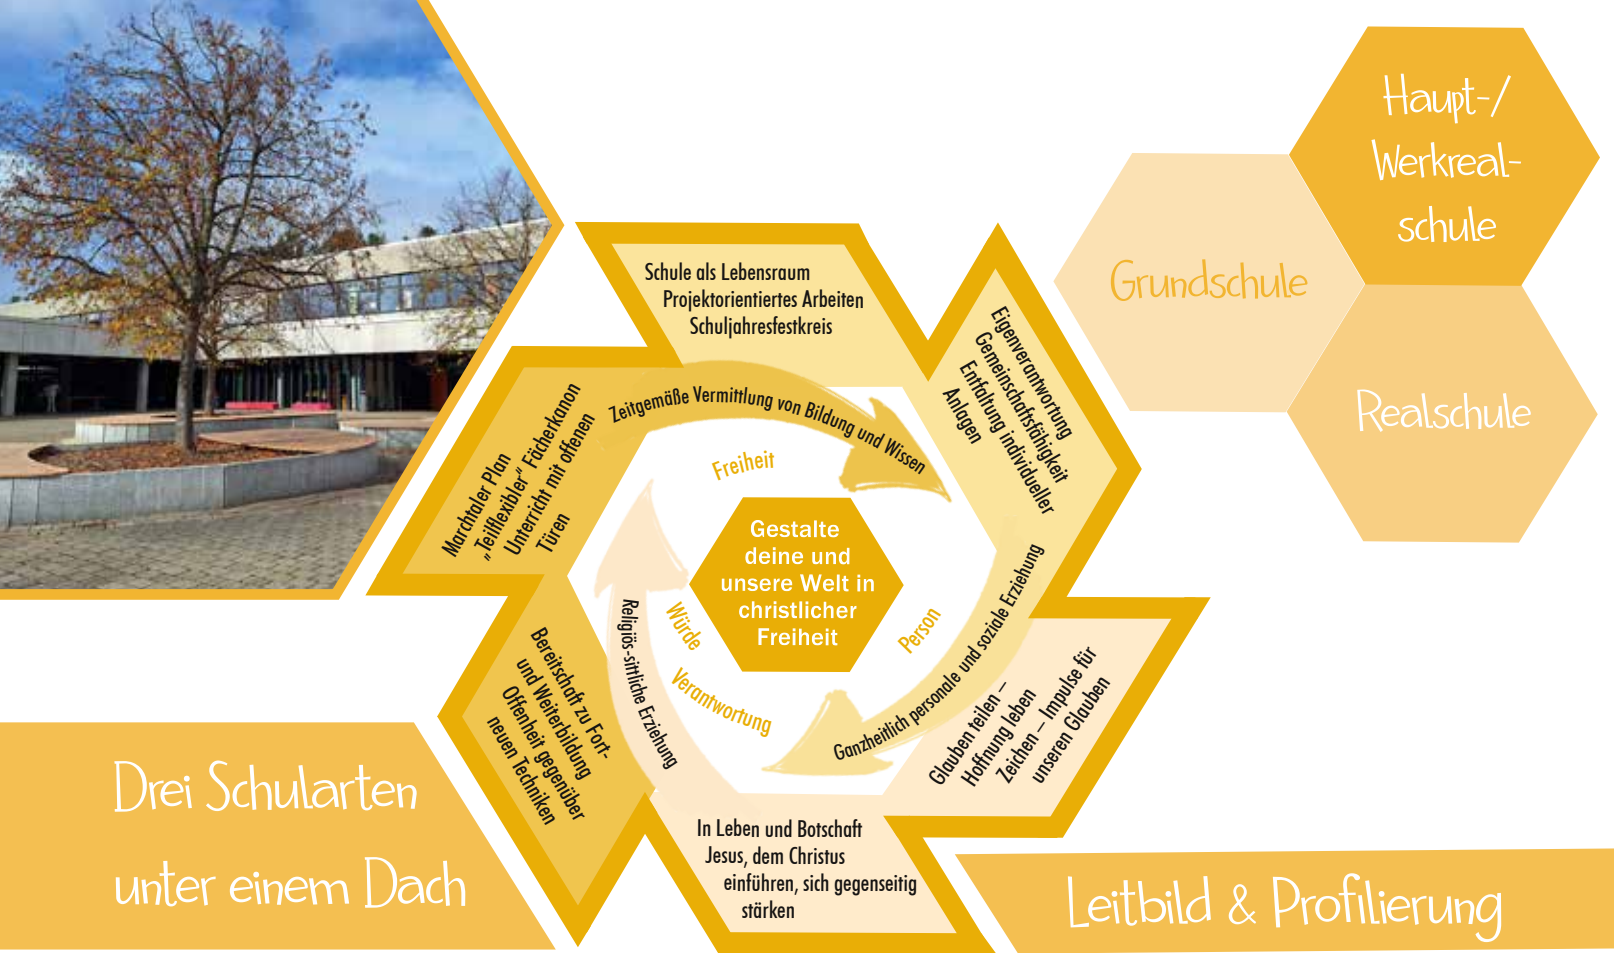 Haupt-/
Werkreal-
schule
Grundschule
Realschule
Schule als Lebensraum
Projektorientiertes Arbeiten
Schuljahresfestkreis
Eigenverantwortung
Gemeinschaftsfähigkeit
Entfaltung individueller
Anlagen
Marchtaler Plan
„Teilflexibler“ Fächerkanon
Unterricht mit offenen
Türen
Zeitgemäße Vermittlung von Bildung und Wissen
Freiheit
Gestalte
deine und
unsere Welt in
christlicher
Freiheit
Würde
Verantwortung
Person
Religiös-sittliche Erziehung
Ganzheitlich personale und soziale Erziehung
Bereitschaft zu Fort-
und Weiterbildung
Offenheit gegenüber
neuen Techniken
Glauben teilen –
Hoffnung leben
Zeichen – Impulse für
unseren Glauben
In Leben und Botschaft
Jesus, dem Christus
einführen, sich gegenseitig
stärken
Drei Schularten
unter einem Dach
Leitbild & Profilierung